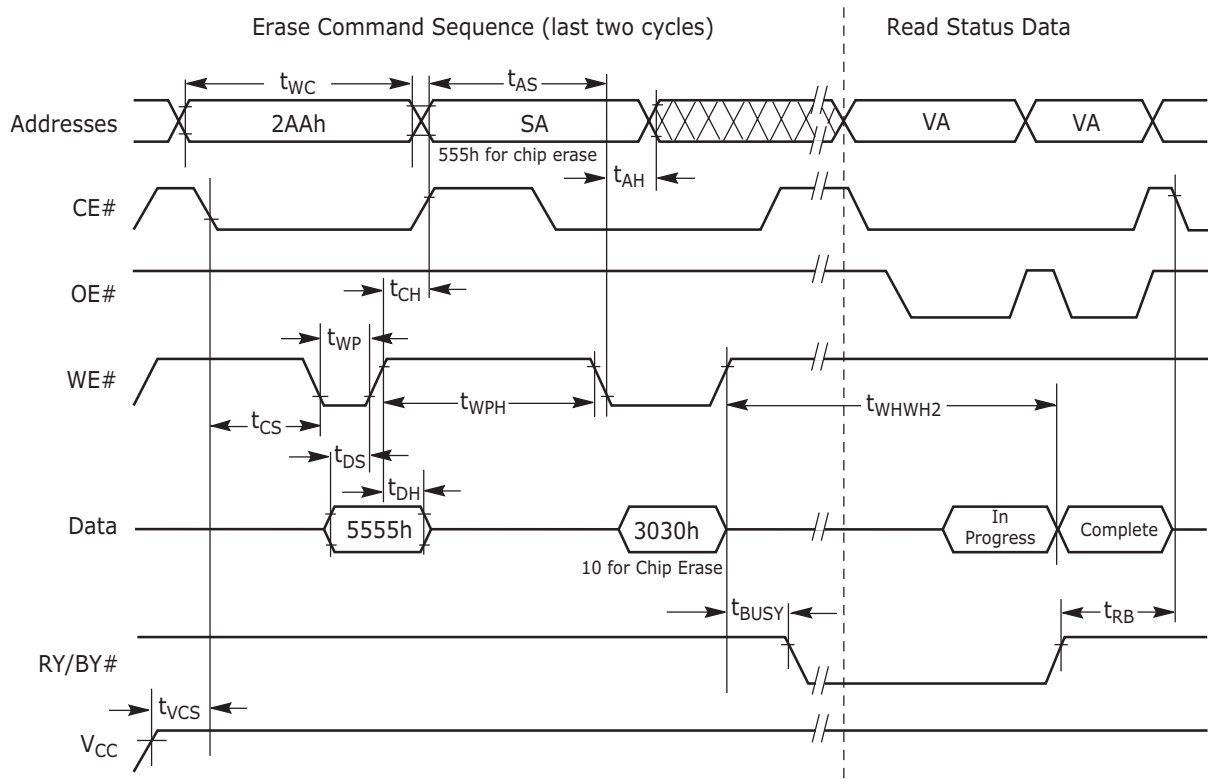 Erase Command Sequence (last two cycles)
Read Status Data
tWC
tAS
Addresses
2AAh
SA
VA
VA
555h for chip erase
tAH
CE#
OE#
tCH
tWP
WE#
tWPH
tWHWH2
tCS
tDS
tDH
Data
5555h
3030h
In
Progress
Complete
10 for Chip Erase
tBUSY
tRB
RY/BY#
tVCS
VCC